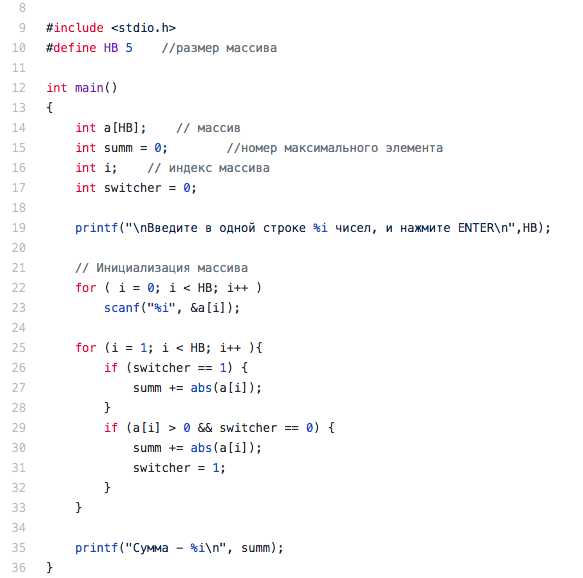 8
9 #include <stdio.h>
10 #define HB 5    //размер массива
11
12 int main()
13 {
14     int a[HB];    // массив
15     int summ = 0;        //номер максимального элемента
16     int i;    // индекс массива
17     int switcher = 0;
18
19     printf("\nВведите в одной строке %i чисел, и нажмите ENTER\n",HB);
20
21     // Инициализация массива
22     for ( i = 0; i < HB; i++ )
23         scanf("%i", &a[i]);
24
25     for (i = 1; i < HB; i++ ){
26         if (switcher == 1) {
27             summ += abs(a[i]);
28         }
29         if (a[i] > 0 && switcher == 0) {
30             summ += abs(a[i]);
31             switcher = 1;
32         }
33     }
34
35     printf("Сумма – %i\n", summ);
36 }